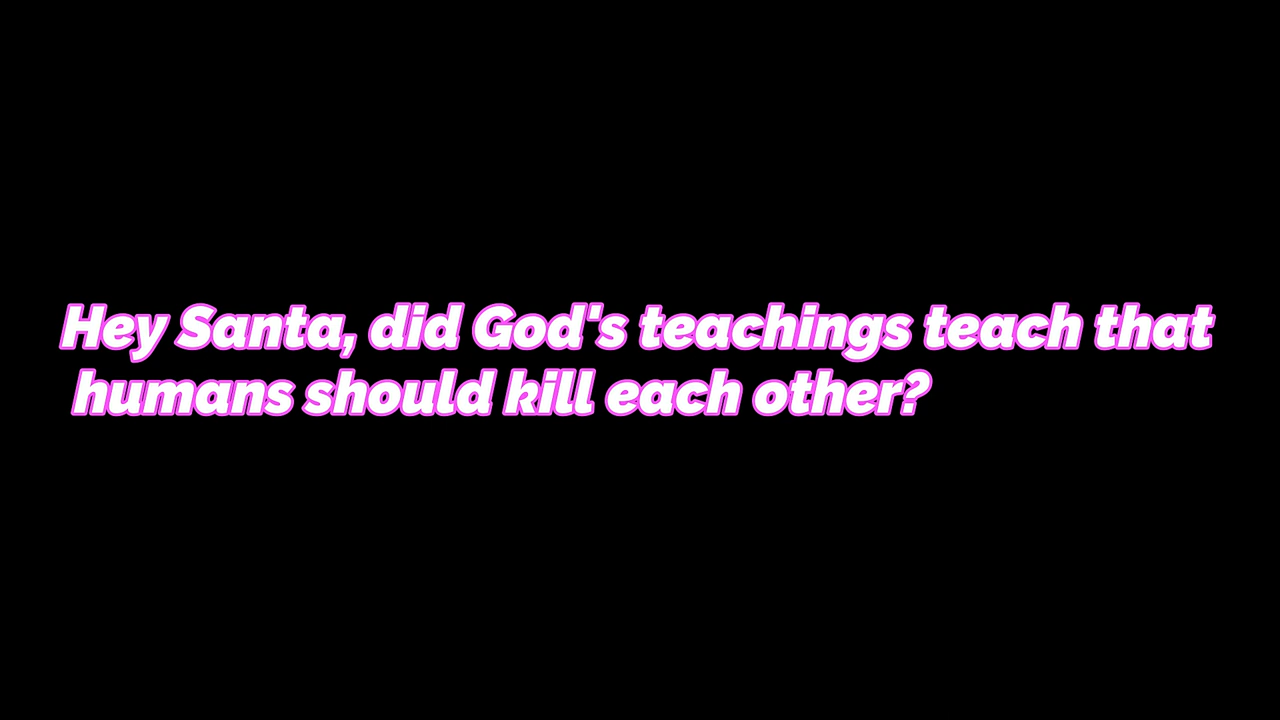 Hey Santa, did God's teachings teach that
humans should kill each other?